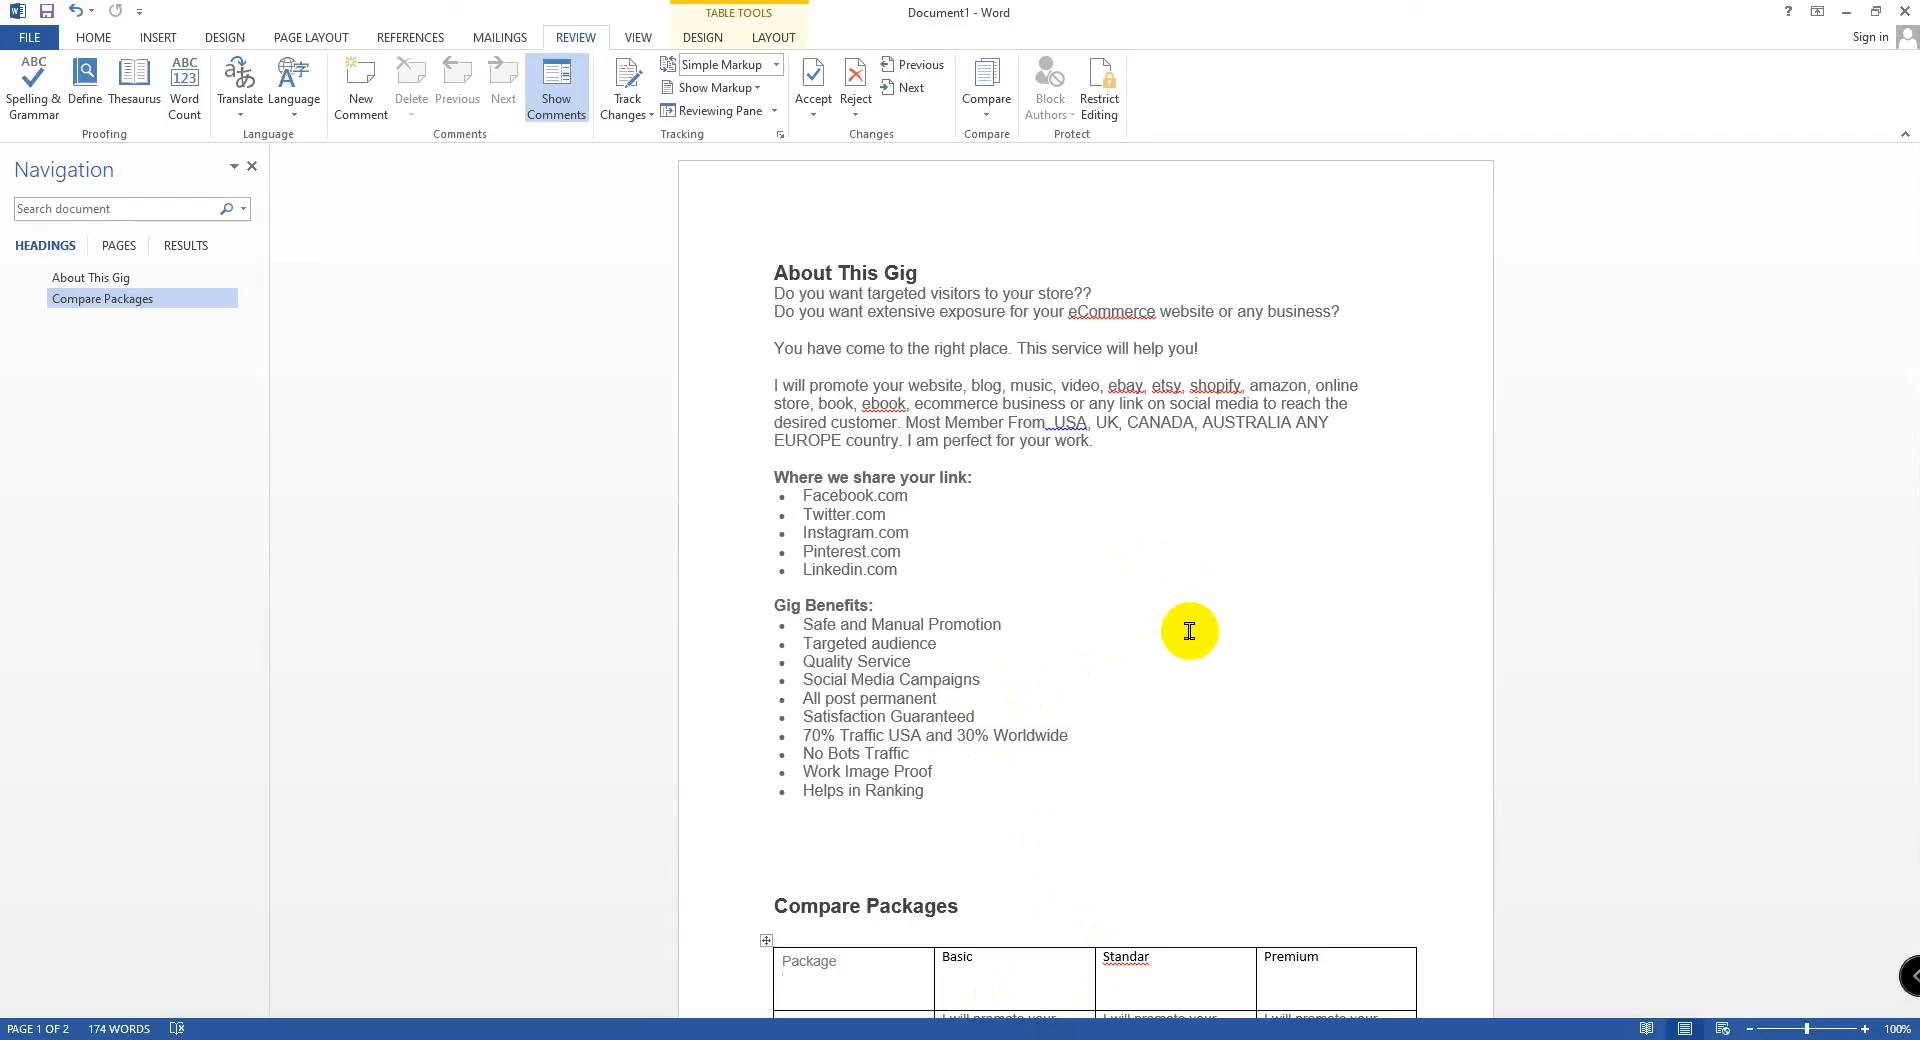 TABLE TOOLS
Document1 - Word
?
FILE HOME INSERT DESIGN PAGE LAYOUT REFERENCES MAILINGS REVIEW VIEW DESIGN LAYOUT
Sign in
ABC
Spelling &
Grammar
Define
Thesaurus
ABC
123
Word
Count
Proofing
Translate
Language
Language
New
Comment
Delete
Previous
Next
Show
Comments
Comments
Track
Changes
Simple Markup
Show Markup
Reviewing Pane
Tracking
Accept
Reject
Previous
Next
Changes
Compare
Compare
Block
Authors
Restrict
Editing
Protect
Navigation
Search document
HEADINGS PAGES RESULTS
About This Gig
Compare Packages
About This Gig
Do you want targeted visitors to your store??
Do you want extensive exposure for your eCommerce website or any business?
You have come to the right place. This service will help you!
I will promote your website, blog, music, video, ebay, etsy, shopify, amazon, online
store, book, ebook, ecommerce business or any link on social media to reach the
desired customer. Most Member From USA, UK, CANADA, AUSTRALIA ANY
EUROPE country. I am perfect for your work.
Where we share your link:
• Facebook.com
• Twitter.com
• Instagram.com
• Pinterest.com
• Linkedin.com
Gig Benefits:
• Safe and Manual Promotion
• Targeted audience
• Quality Service
• Social Media Campaigns
• All post permanent
• Satisfaction Guaranteed
• 70% Traffic USA and 30% Worldwide
• No Bots Traffic
• Work Image Proof
• Helps in Ranking
Compare Packages
Package Basic Standar Premium
I will promote your I will promote your I will promote your
PAGE 1 OF 2 174 WORDS
100%